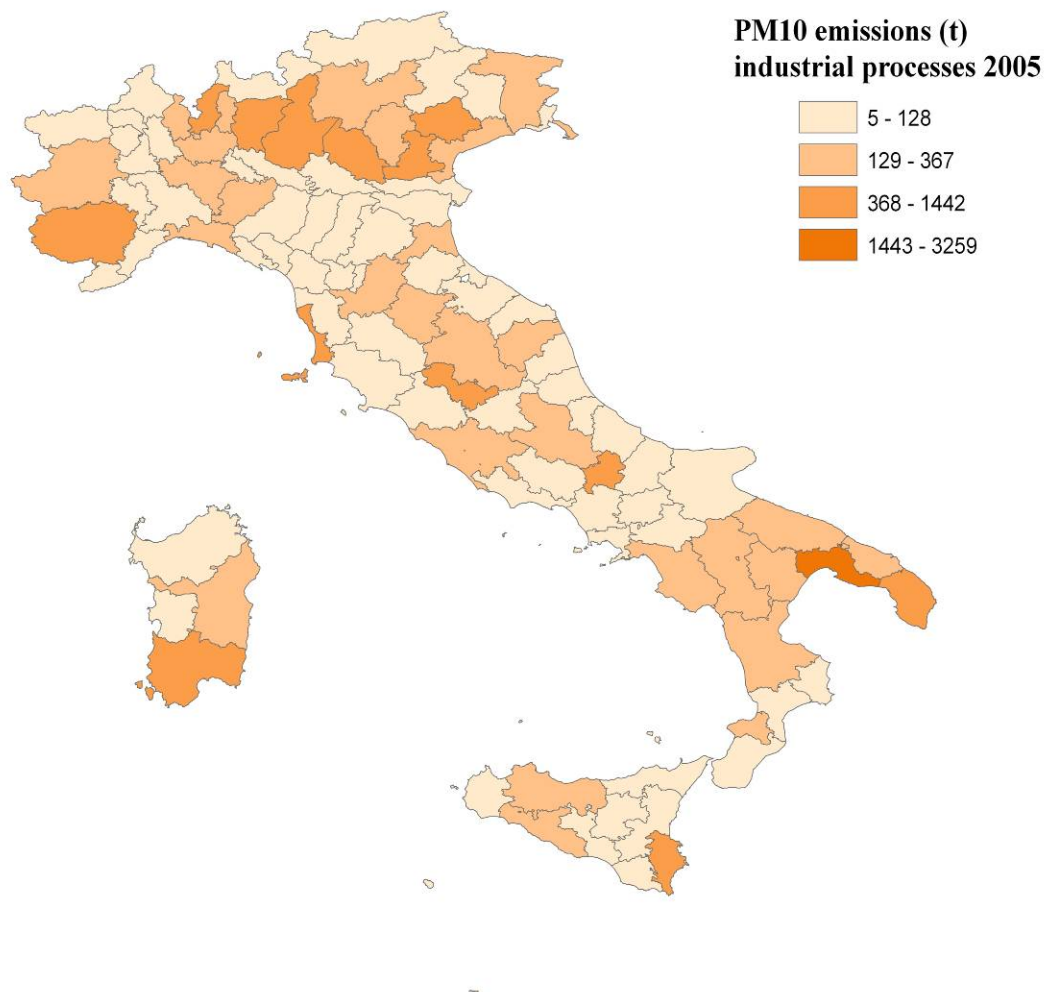 PM10 emissions (t)
industrial processes 2005
5 - 128
129 - 367
368 - 1442
1443 - 3259